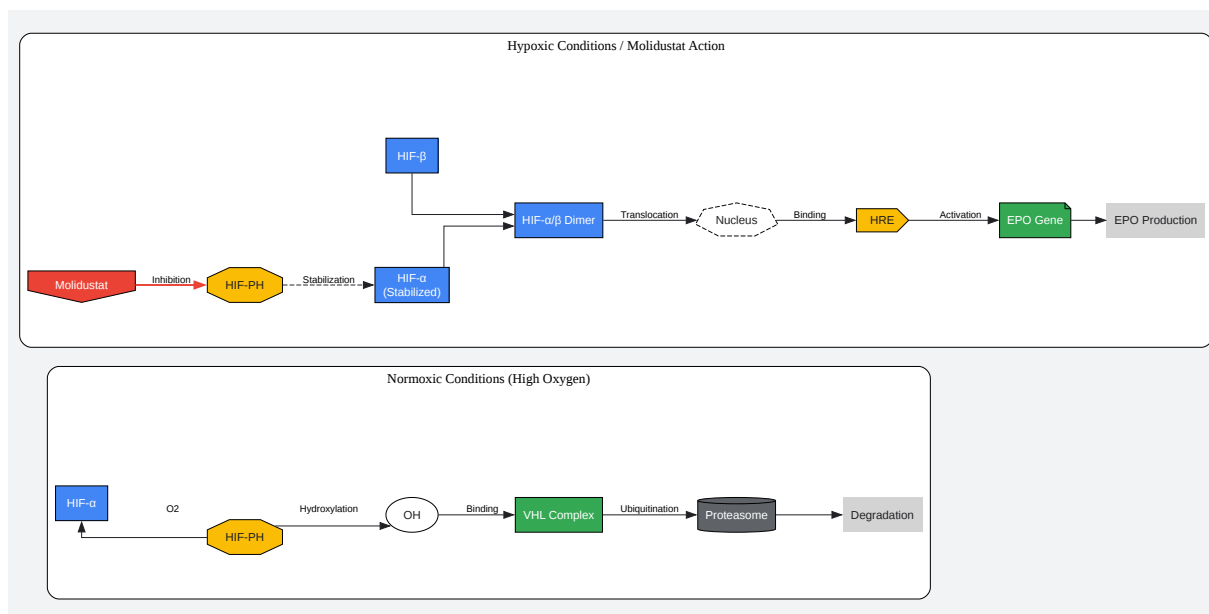 Hypoxic Conditions / Molidustat Action
HIF-β
HIF-α/β Dimer
Translocation
Nucleus
Binding
HRE
Activation
EPO Gene
EPO Production
Molidustat
Inhibition
HIF-PH
Stabilization
HIF-α
(Stabilized)
Normoxic Conditions (High Oxygen)
HIF-α
O2
HIF-PH
Hydroxylation
OH
Binding
VHL Complex
Ubiquitination
Proteasome
Degradation